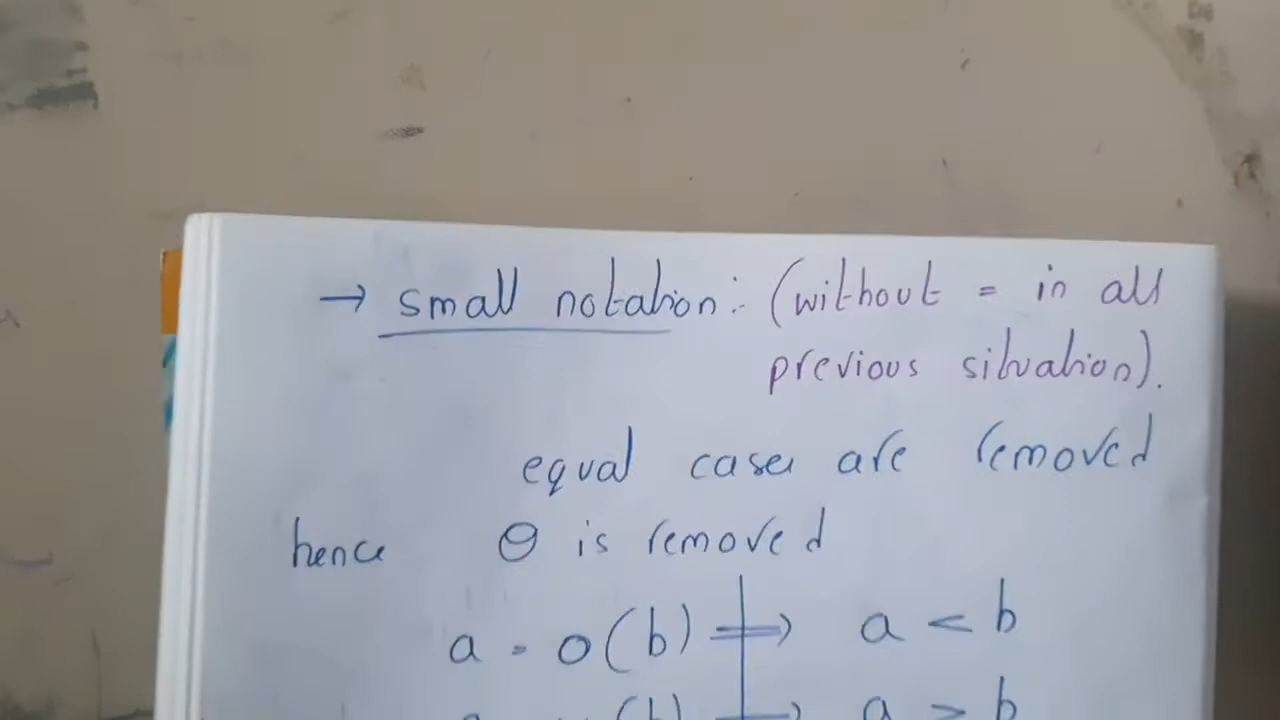 → small notation: (without = in all
previous situation).
equal cases are removed
hence θ is removed
a = o(b) ⇒ a < b
(b) ⇒ a > b